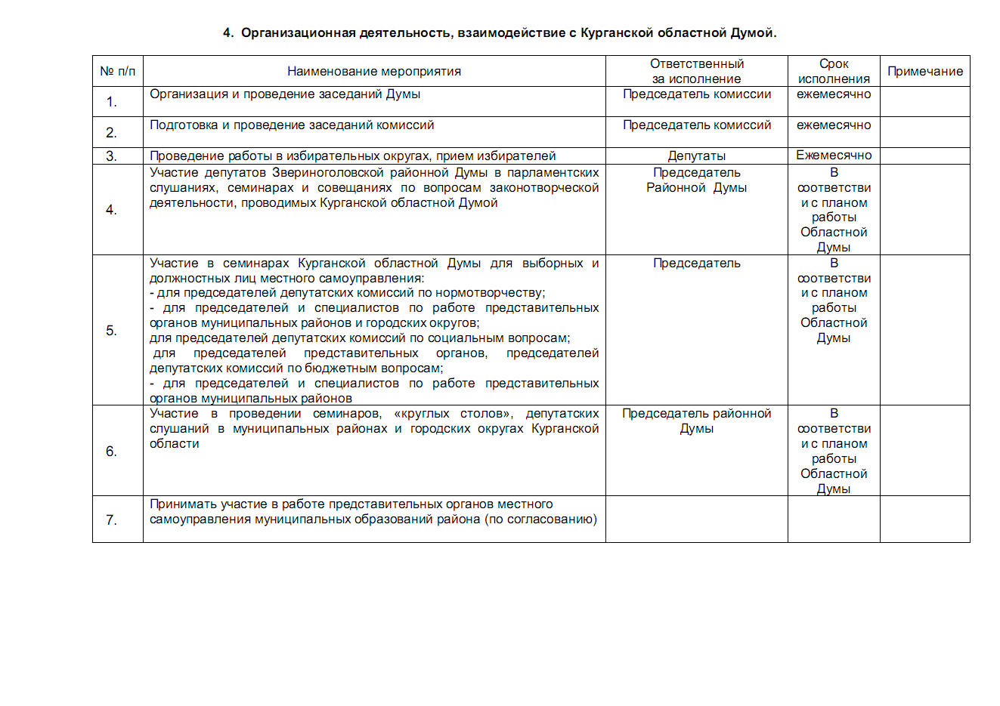 4. Организационная деятельность, взаимодействие с Курганской областной Думой.
№ п/п
Наименование мероприятия
Ответственный
за исполнение
Срок
исполнения
Примечание
1.
Организация и проведение заседаний Думы
Председатель комиссии
ежемесячно
2.
Подготовка и проведение заседаний комиссий
Председатель комиссий
ежемесячно
3.
Проведение работы в избирательных округах, прием избирателей
Депутаты
Ежемесячно
4.
Участие депутатов Звериноголовской районной Думы в парламентских
слушаниях, семинарах и совещаниях по вопросам законотворческой
деятельности, проводимых Курганской областной Думой
Председатель
Районной Думы
В
соответстви
и с планом
работы
Областной
Думы
5.
Участие в семинарах Курганской областной Думы для выборных и
должностных лиц местного самоуправления:
- для председателей депутатских комиссий по нормотворчеству;
- для председателей и специалистов по работе представительных
органов муниципальных районов и городских округов;
для председателей депутатских комиссий по социальным вопросам;
для председателей представительных органов, председателей
депутатских комиссий по бюджетным вопросам;
- для председателей и специалистов по работе представительных
органов муниципальных районов
Председатель
В
соответстви
и с планом
работы
Областной
Думы
6.
Участие в проведении семинаров, «круглых столов», депутатских
слушаний в муниципальных районах и городских округах Курганской
области
Председатель районной
Думы
В
соответстви
и с планом
работы
Областной
Думы
7.
Принимать участие в работе представительных органов местного
самоуправления муниципальных образований района (по согласованию)